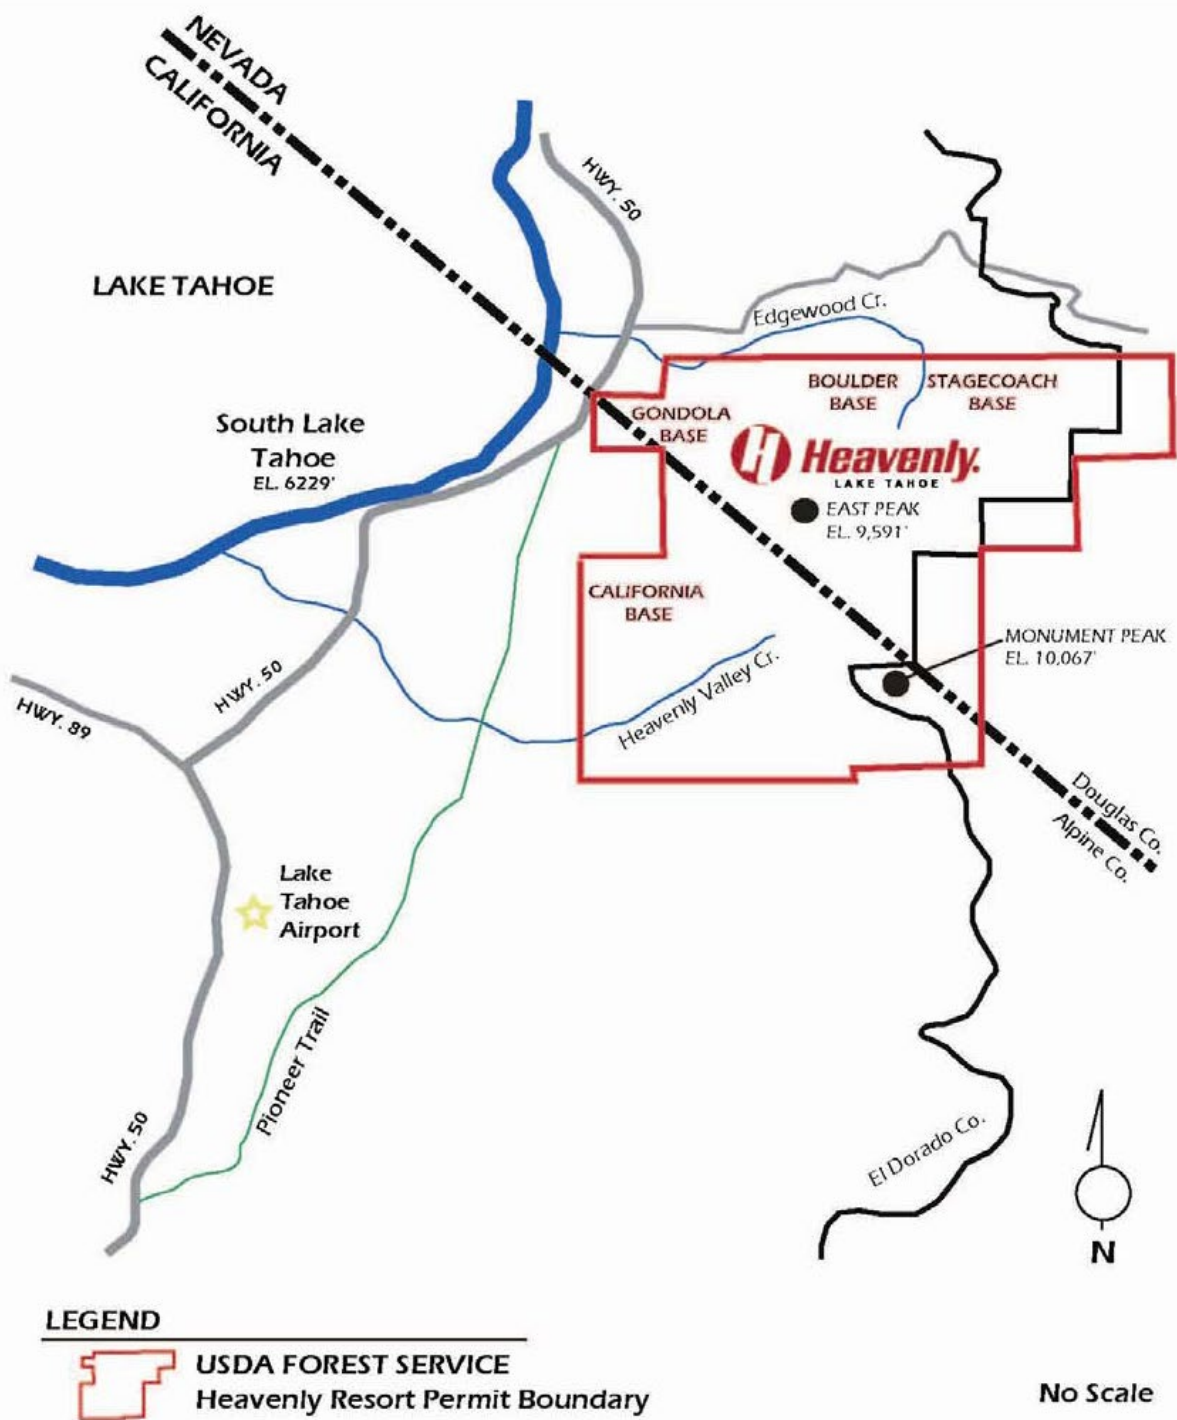 NEVADA
CALIFORNIA
HWY. 50
LAKE TAHOE
Edgewood Cr.
BOULDER
BASE
STAGECOACH
BASE
GONDOLA
BASE
South Lake
Tahoe
EL. 6229'
H Heavenly.
LAKE TAHOE
EAST PEAK
EL. 9,591'
CALIFORNIA
BASE
MONUMENT PEAK
EL. 10,067'
Heavenly Valley Cr.
HWY. 50
HWY. 89
Douglas Co.
Alpine Co.
Lake
Tahoe
Airport
Pioneer Trail
HWY. 50
El Dorado Co.
N
LEGEND
USDA FOREST SERVICE
Heavenly Resort Permit Boundary
No Scale